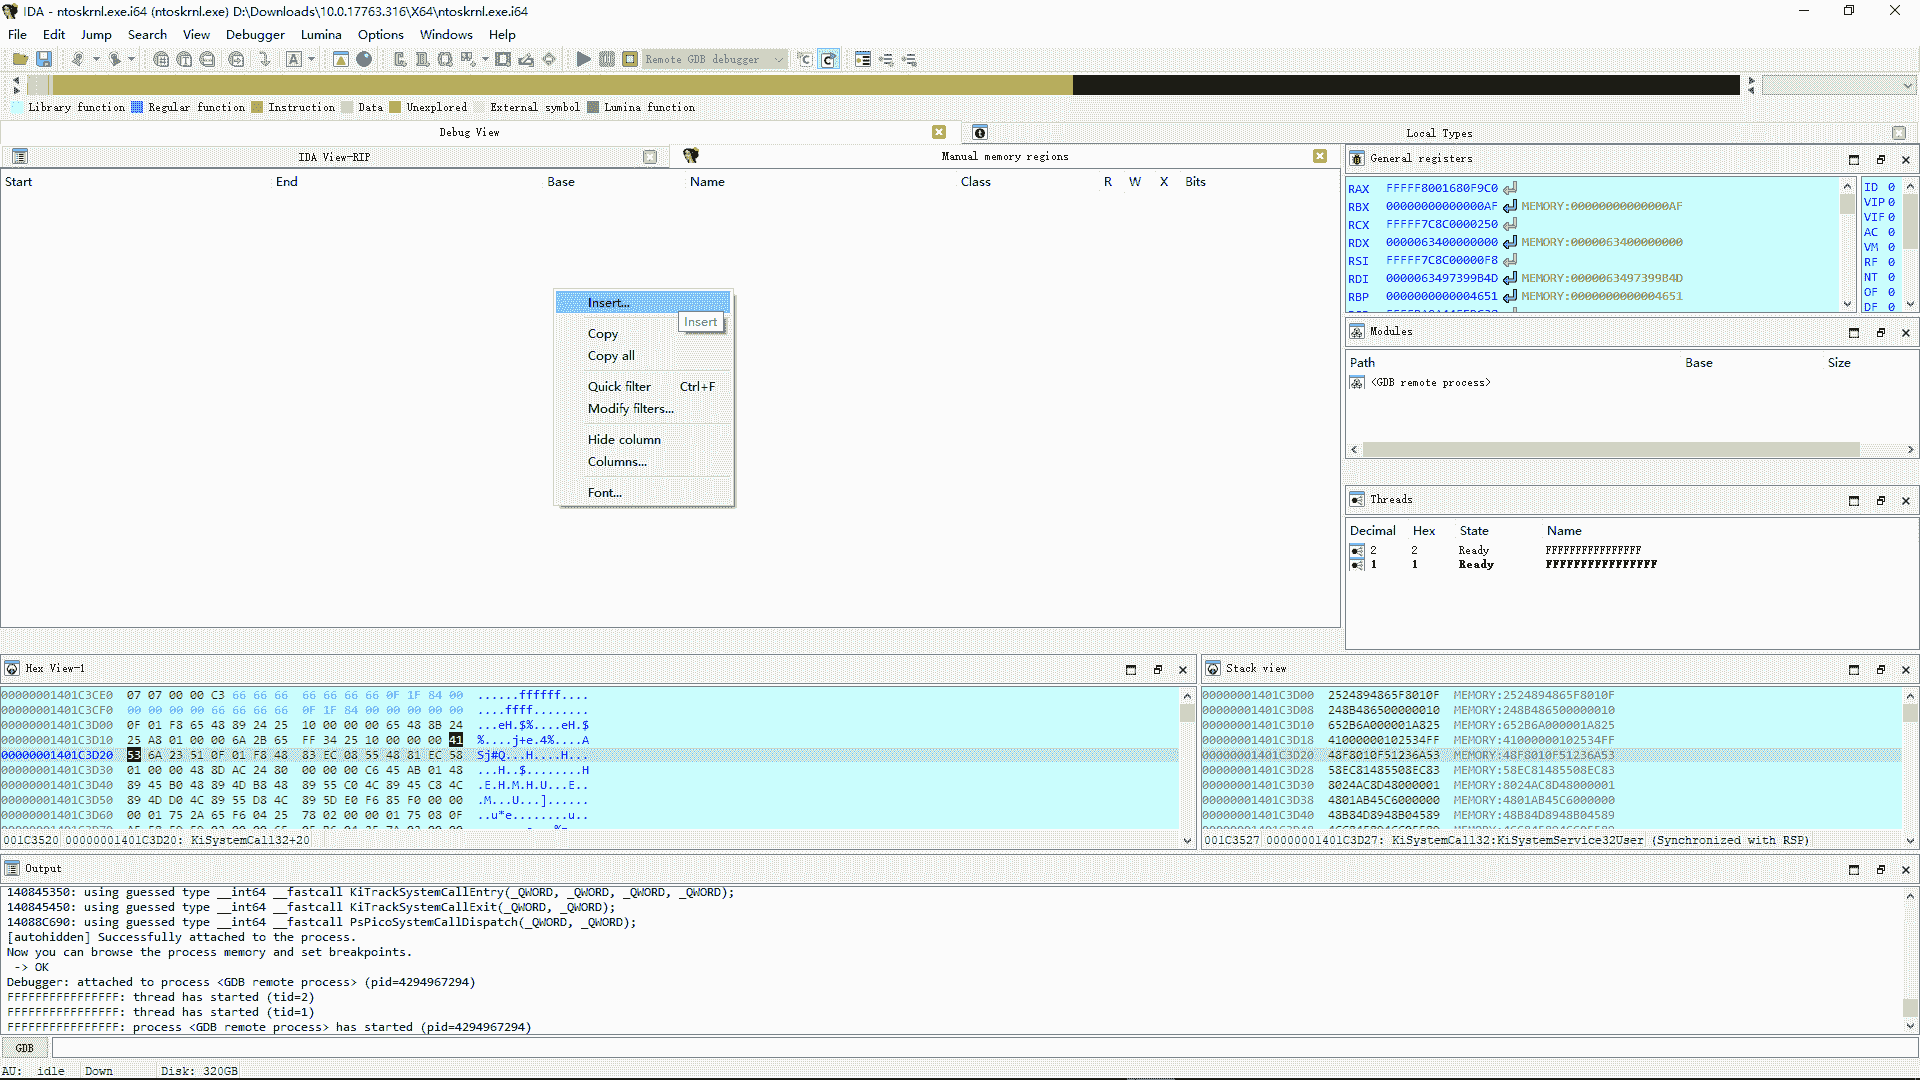 IDA - ntoskrnl.exe.i64 (ntoskrnl.exe) D:\Downloads\10.0.17763.316\X64\ntoskrnl.exe.i64
File Edit Jump Search View Debugger Lumina Options Windows Help
Remote GDB debugger
Library function Regular function Instruction Data Unexplored External symbol Lumina function
Debug View
Local Types
IDA View-RIP
Manual memory regions
Start End Base Name Class R W X Bits
Insert...
Insert
Copy
Copy all
Quick filter Ctrl+F
Modify filters...
Hide column
Columns...
Font...
General registers
RAX FFFFF8001680F9C0
RBX 00000000000000AF MEMORY:00000000000000AF
RCX FFFFF7C8C0000250
RDX 0000063400000000 MEMORY:0000063400000000
RSI FFFFF7C8C00000F8
RDI 0000063497399B4D MEMORY:0000063497399B4D
RBP 0000000000004651 MEMORY:0000000000004651
ID 0
VIP 0
VIF 0
AC 0
VM 0
RF 0
NT 0
OF 0
DF 0
Modules
Path Base Size
<GDB remote process>
Threads
Decimal Hex State Name
2 2 Ready FFFFFFFFFFFFFFFF
1 1 Ready FFFFFFFFFFFFFFFF
Hex View-1
00000001401C3CE0 07 07 00 00 C3 66 66 66 66 66 66 66 0F 1F 84 00 ......ffffff....
00000001401C3CF0 00 00 00 00 66 66 66 66 0F 1F 84 00 00 00 00 00 ....ffff........
00000001401C3D00 0F 01 F8 65 48 89 24 25 10 00 00 00 65 48 8B 24 ...eH.$%....eH.$
00000001401C3D10 25 A8 01 00 00 6A 2B 65 FF 34 25 10 00 00 00 41 %....j+e.4%....A
00000001401C3D20 53 6A 23 51 0F 01 F8 48 83 EC 08 55 48 81 EC 58 Sj#Q...H....H...
00000001401C3D30 01 00 00 48 8D AC 24 80 00 00 00 C6 45 AB 01 48 ...H..$........H
00000001401C3D40 89 45 B0 48 89 4D B8 48 89 55 C0 4C 89 45 C8 4C .E.H.M.H.U...E..
00000001401C3D50 89 4D D0 4C 89 55 D8 4C 89 5D E0 F6 85 F0 00 00 .M...U...]......
00000001401C3D60 00 01 75 2A 65 F6 04 25 78 02 00 00 01 75 08 0F ..u*e........u..
001C3520 00000001401C3D20: KiSystemCall32+20
Stack view
00000001401C3D00 2524894865F8010F MEMORY:2524894865F8010F
00000001401C3D08 248B486500000010 MEMORY:248B486500000010
00000001401C3D10 652B6A000001A825 MEMORY:652B6A000001A825
00000001401C3D18 41000000102534FF MEMORY:41000000102534FF
00000001401C3D20 48F8010F51236A53 MEMORY:48F8010F51236A53
00000001401C3D28 58EC81485508EC83 MEMORY:58EC81485508EC83
00000001401C3D30 8024AC8D48000001 MEMORY:8024AC8D48000001
00000001401C3D38 4801AB45C6000000 MEMORY:4801AB45C6000000
00000001401C3D40 48B84D8948B04589 MEMORY:48B84D8948B04589
001C3527 00000001401C3D27: KiSystemCall32:KiSystemService32User (Synchronized with RSP)
Output
140845350: using guessed type __int64 __fastcall KiTrackSystemCallEntry(_QWORD, _QWORD, _QWORD, _QWORD);
140845450: using guessed type __int64 __fastcall KiTrackSystemCallExit(_QWORD, _QWORD);
14088C690: using guessed type __int64 __fastcall PsPicoSystemCallDispatch(_QWORD, _QWORD);
[autohidden] Successfully attached to the process.
Now you can browse the process memory and set breakpoints.
-> OK
Debugger: attached to process <GDB remote process> (pid=4294967294)
FFFFFFFFFFFFFFFF: thread has started (tid=2)
FFFFFFFFFFFFFFFF: thread has started (tid=1)
FFFFFFFFFFFFFFFF: process <GDB remote process> has started (pid=4294967294)
GDB
AU: idle Down Disk: 320GB